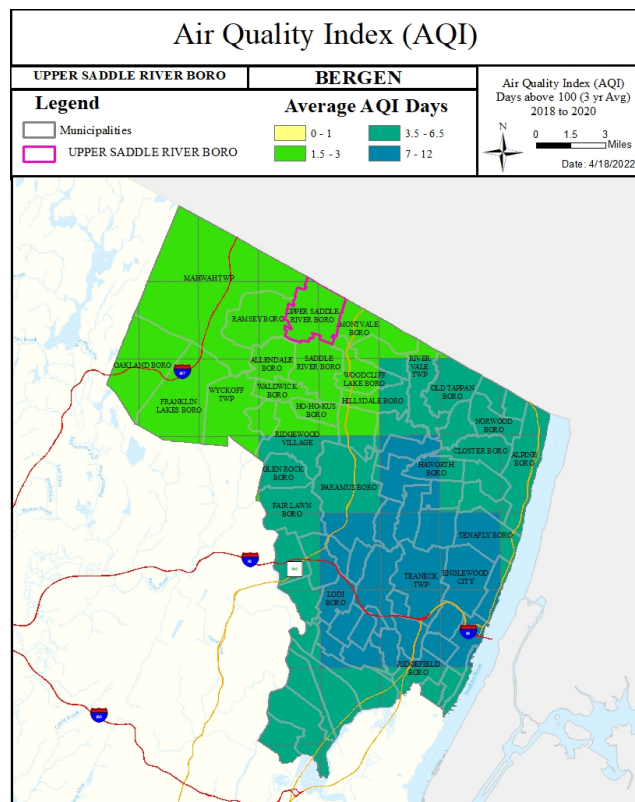 Air Quality Index (AQI)
UPPER SADDLE RIVER BORO
BERGEN
Legend
Municipalities
UPPER SADDLE RIVER BORO
Average AQI Days
0 - 1
1.5 - 3
3.5 - 6.5
7 - 12
Air Quality Index (AQI)
Days above 100 (3 yr Avg)
2018 to 2020
N
0 1.5 3
Miles
Date: 4/18/2022
MAHWAH TWP
RAMSEY BORO
UPPER SADDLE
RIVER BORO
MONTVALE
BORO
OAKLAND BORO
ALLENDALE
BORO
SADDLE
RIVER BORO
WOODCLIFF
LAKE BORO
RIVER
VALE
TWP
OLD TAPPAN
BORO
FRANKLIN
LAKES BORO
WYCKOFF
TWP
WALDWICK
BORO
HO-HO-KUS
BORO
HILLSDALE BORO
NORWOOD
BORO
RIDGEWOOD
VILLAGE
CLOSTER BORO
ALPINE
BORO
GLEN ROCK
BORO
HAWORTH
BORO
PARAMUS BORO
FAIR LAWN
BORO
TENAFLY BORO
LODI
BORO
TEANECK
TWP
ENGLEWOOD
CITY
RIDGEFIELD
BORO